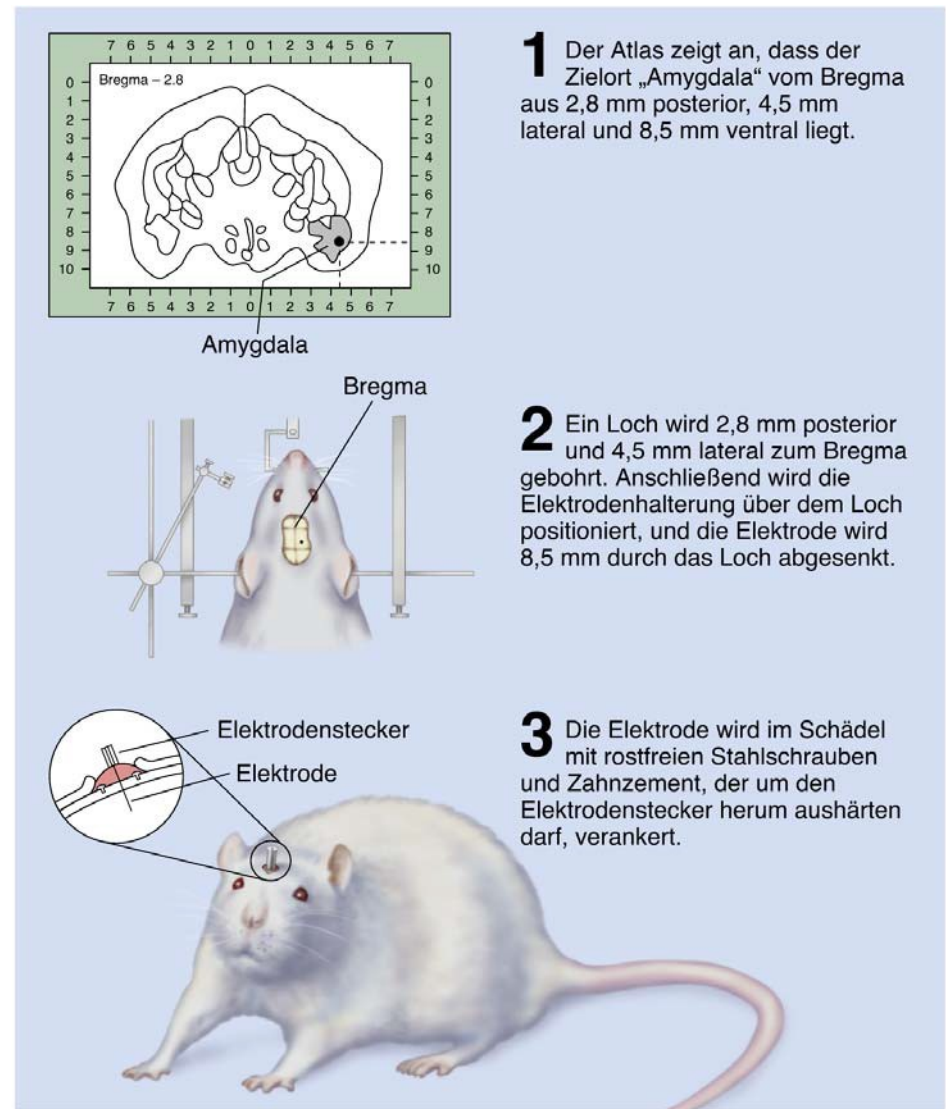 7 6 5 4 3 2 1 0 1 2 3 4 5 6 7
Bregma – 2.8
0 0
1 1
2 2
3 3
4 4
5 5
6 6
7 7
8 8
9 9
10 10
7 6 5 4 3 2 1 0 1 2 3 4 5 6 7
Amygdala
1 Der Atlas zeigt an, dass der
Zielort „Amygdala“ vom Bregma
aus 2,8 mm posterior, 4,5 mm
lateral und 8,5 mm ventral liegt.
Bregma
2 Ein Loch wird 2,8 mm posterior
und 4,5 mm lateral zum Bregma
gebohrt. Anschließend wird die
Elektrodenhalterung über dem Loch
positioniert, und die Elektrode wird
8,5 mm durch das Loch abgesenkt.
Elektrodenstecker
Elektrode
3 Die Elektrode wird im Schädel
mit rostfreien Stahlschrauben
und Zahnzement, der um den
Elektrodenstecker herum aushärten
darf, verankert.